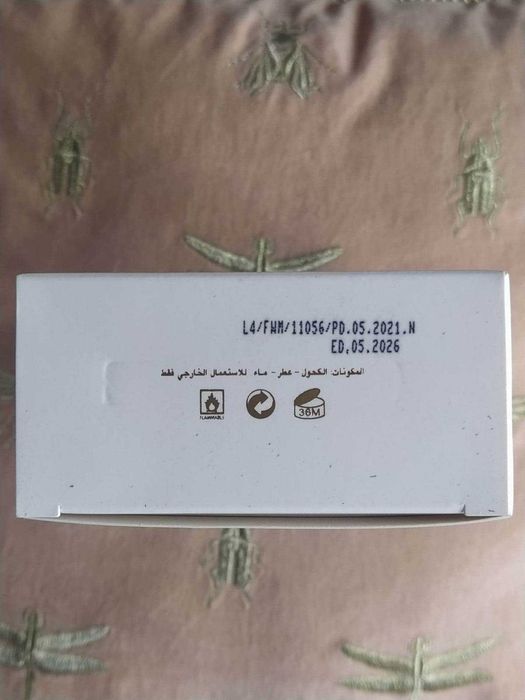 L4/FWM/11056/PD.05.2021.N
ED.05.2026
المكونات: الكحول - عطر - ماء للاستعمال الخارجي فقط
FLAMMABLE
36M